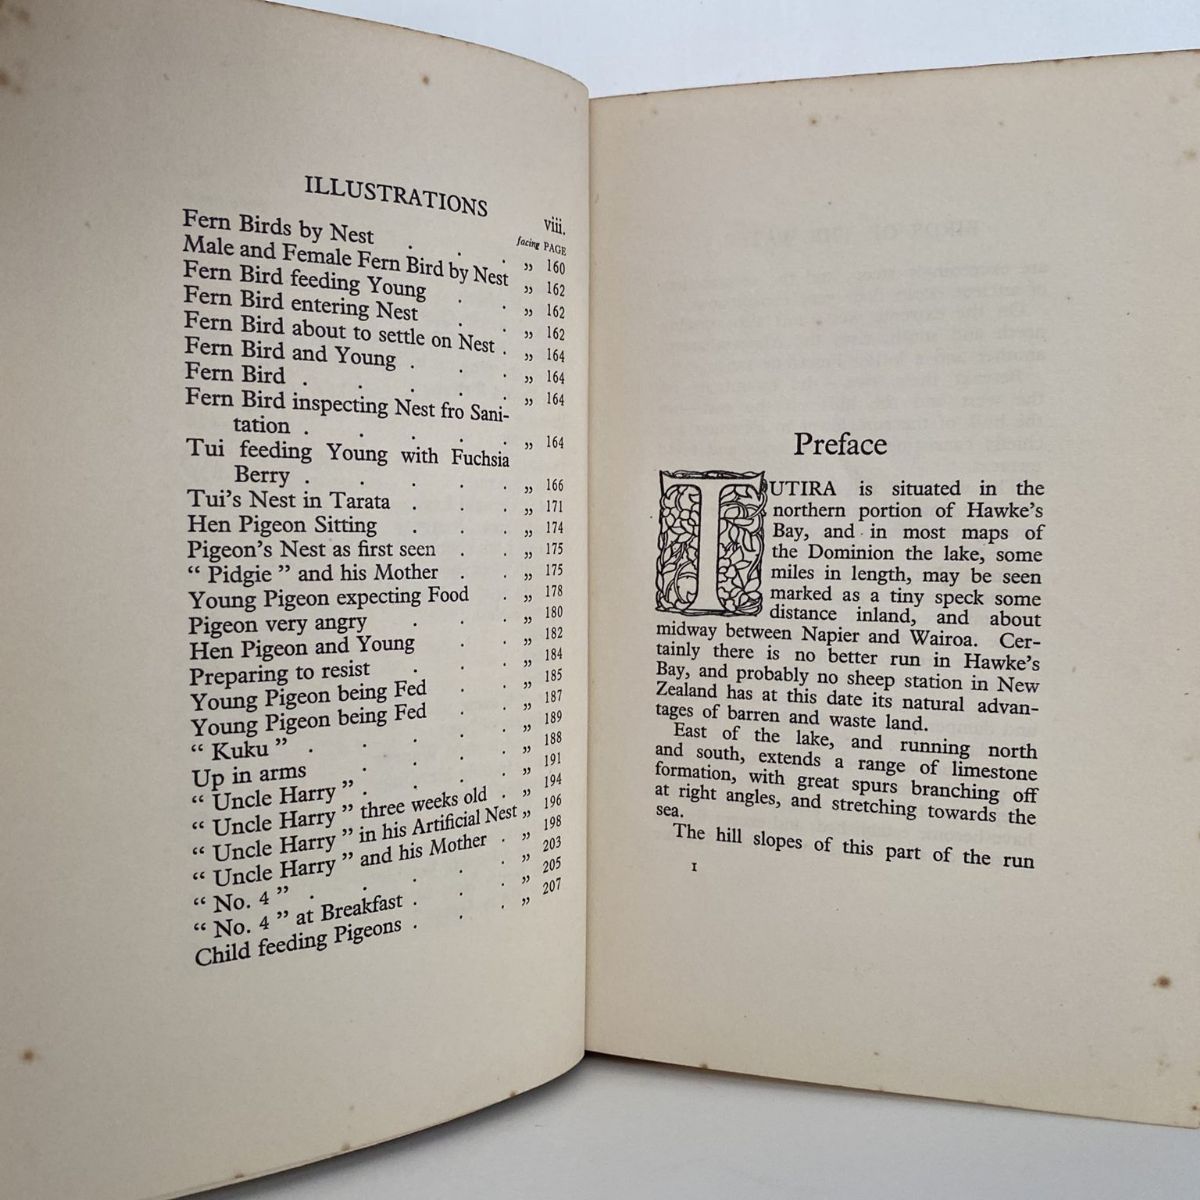 ILLUSTRATIONS
viii.
facing PAGE
Fern Birds by Nest . . . ,, 160
Male and Female Fern Bird by Nest ,, 162
Fern Bird feeding Young . . ,, 162
Fern Bird entering Nest . . ,, 162
Fern Bird about to settle on Nest . ,, 164
Fern Bird and Young . . . ,, 164
Fern Bird . . . . . ,, 164
Fern Bird inspecting Nest fro Sani-
tation . . . . . ,, 164
Tui feeding Young with Fuchsia
Berry . . . . . ,, 166
Tui's Nest in Tarata . . . ,, 171
Hen Pigeon Sitting . . . ,, 174
Pigeon's Nest as first seen . . ,, 175
“ Pidgie ” and his Mother . . ,, 175
Young Pigeon expecting Food . ,, 178
Pigeon very angry . . . ,, 180
Hen Pigeon and Young . . ,, 182
Preparing to resist . . . ,, 184
Young Pigeon being Fed . . ,, 185
Young Pigeon being Fed . . ,, 187
“ Kuku ” . . . . . ,, 189
Up in arms . . . . ,, 188
“ Uncle Harry ” . . . . ,, 191
“ Uncle Harry ” three weeks old . ,, 194
“ Uncle Harry ” in his Artificial Nest ,, 196
“ Uncle Harry ” and his Mother . ,, 198
“ No. 4 ” . . . . . ,, 203
“ No. 4 ” at Breakfast . . . ,, 205
Child feeding Pigeons . . . ,, 207
Preface
TUTIRA is situated in the
northern portion of Hawke's
Bay, and in most maps of
the Dominion the lake, some
miles in length, may be seen
marked as a tiny speck some
distance inland, and about
midway between Napier and Wairoa. Cer-
tainly there is no better run in Hawke's
Bay, and probably no sheep station in New
Zealand has at this date its natural advan-
tages of barren and waste land.
East of the lake, and running north
and south, extends a range of limestone
formation, with great spurs branching off
at right angles, and stretching towards the
sea.
The hill slopes of this part of the run
1